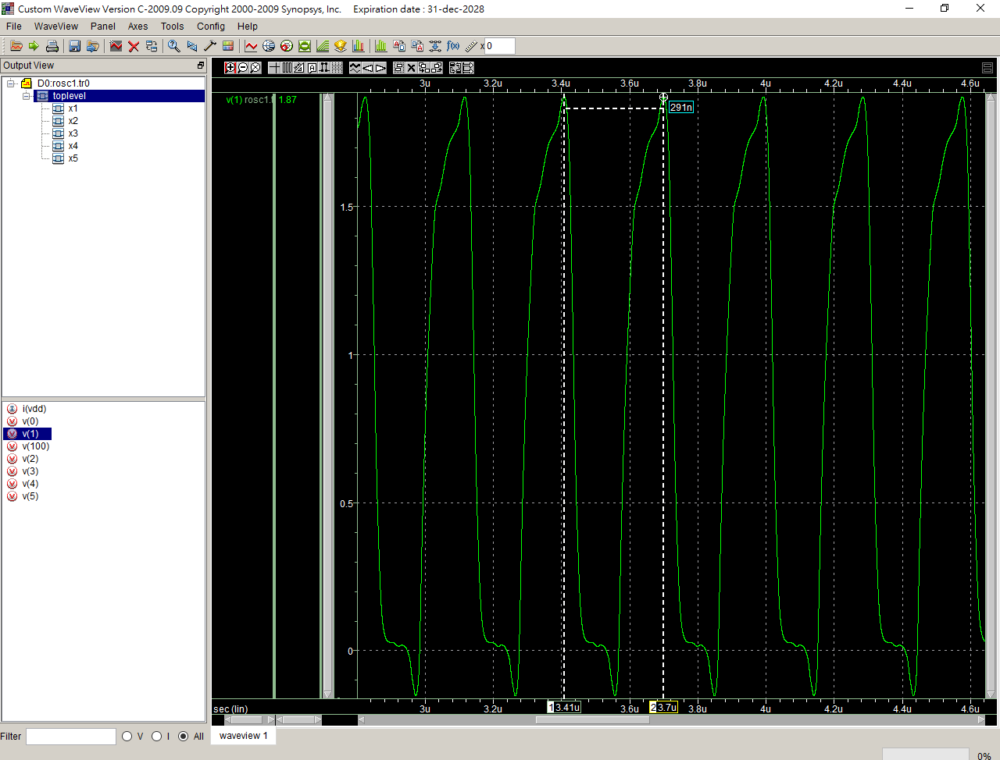 Custom WaveView Version C-2009.09 Copyright 2000-2009 Synopsys, Inc. Expiration date : 31-dec-2028
File WaveView Panel Axes Tools Config Help
f(x) x 0
Output View
D0:rosc1.tr0
toplevel
x1
x2
x3
x4
x5
i(vdd)
v(0)
v(1)
v(100)
v(2)
v(3)
v(4)
v(5)
3u 3.2u 3.4u 3.6u 3.8u 4u 4.2u 4.4u 4.6u
v(1) rosc1.t 1.87
291n
1.5
1
0.5
0
sec (lin)
3u 3.2u 1 3.41u 3.6u 2 3.7u 3.8u 4u 4.2u 4.4u 4.6u
Filter V I All
waveview 1
0%